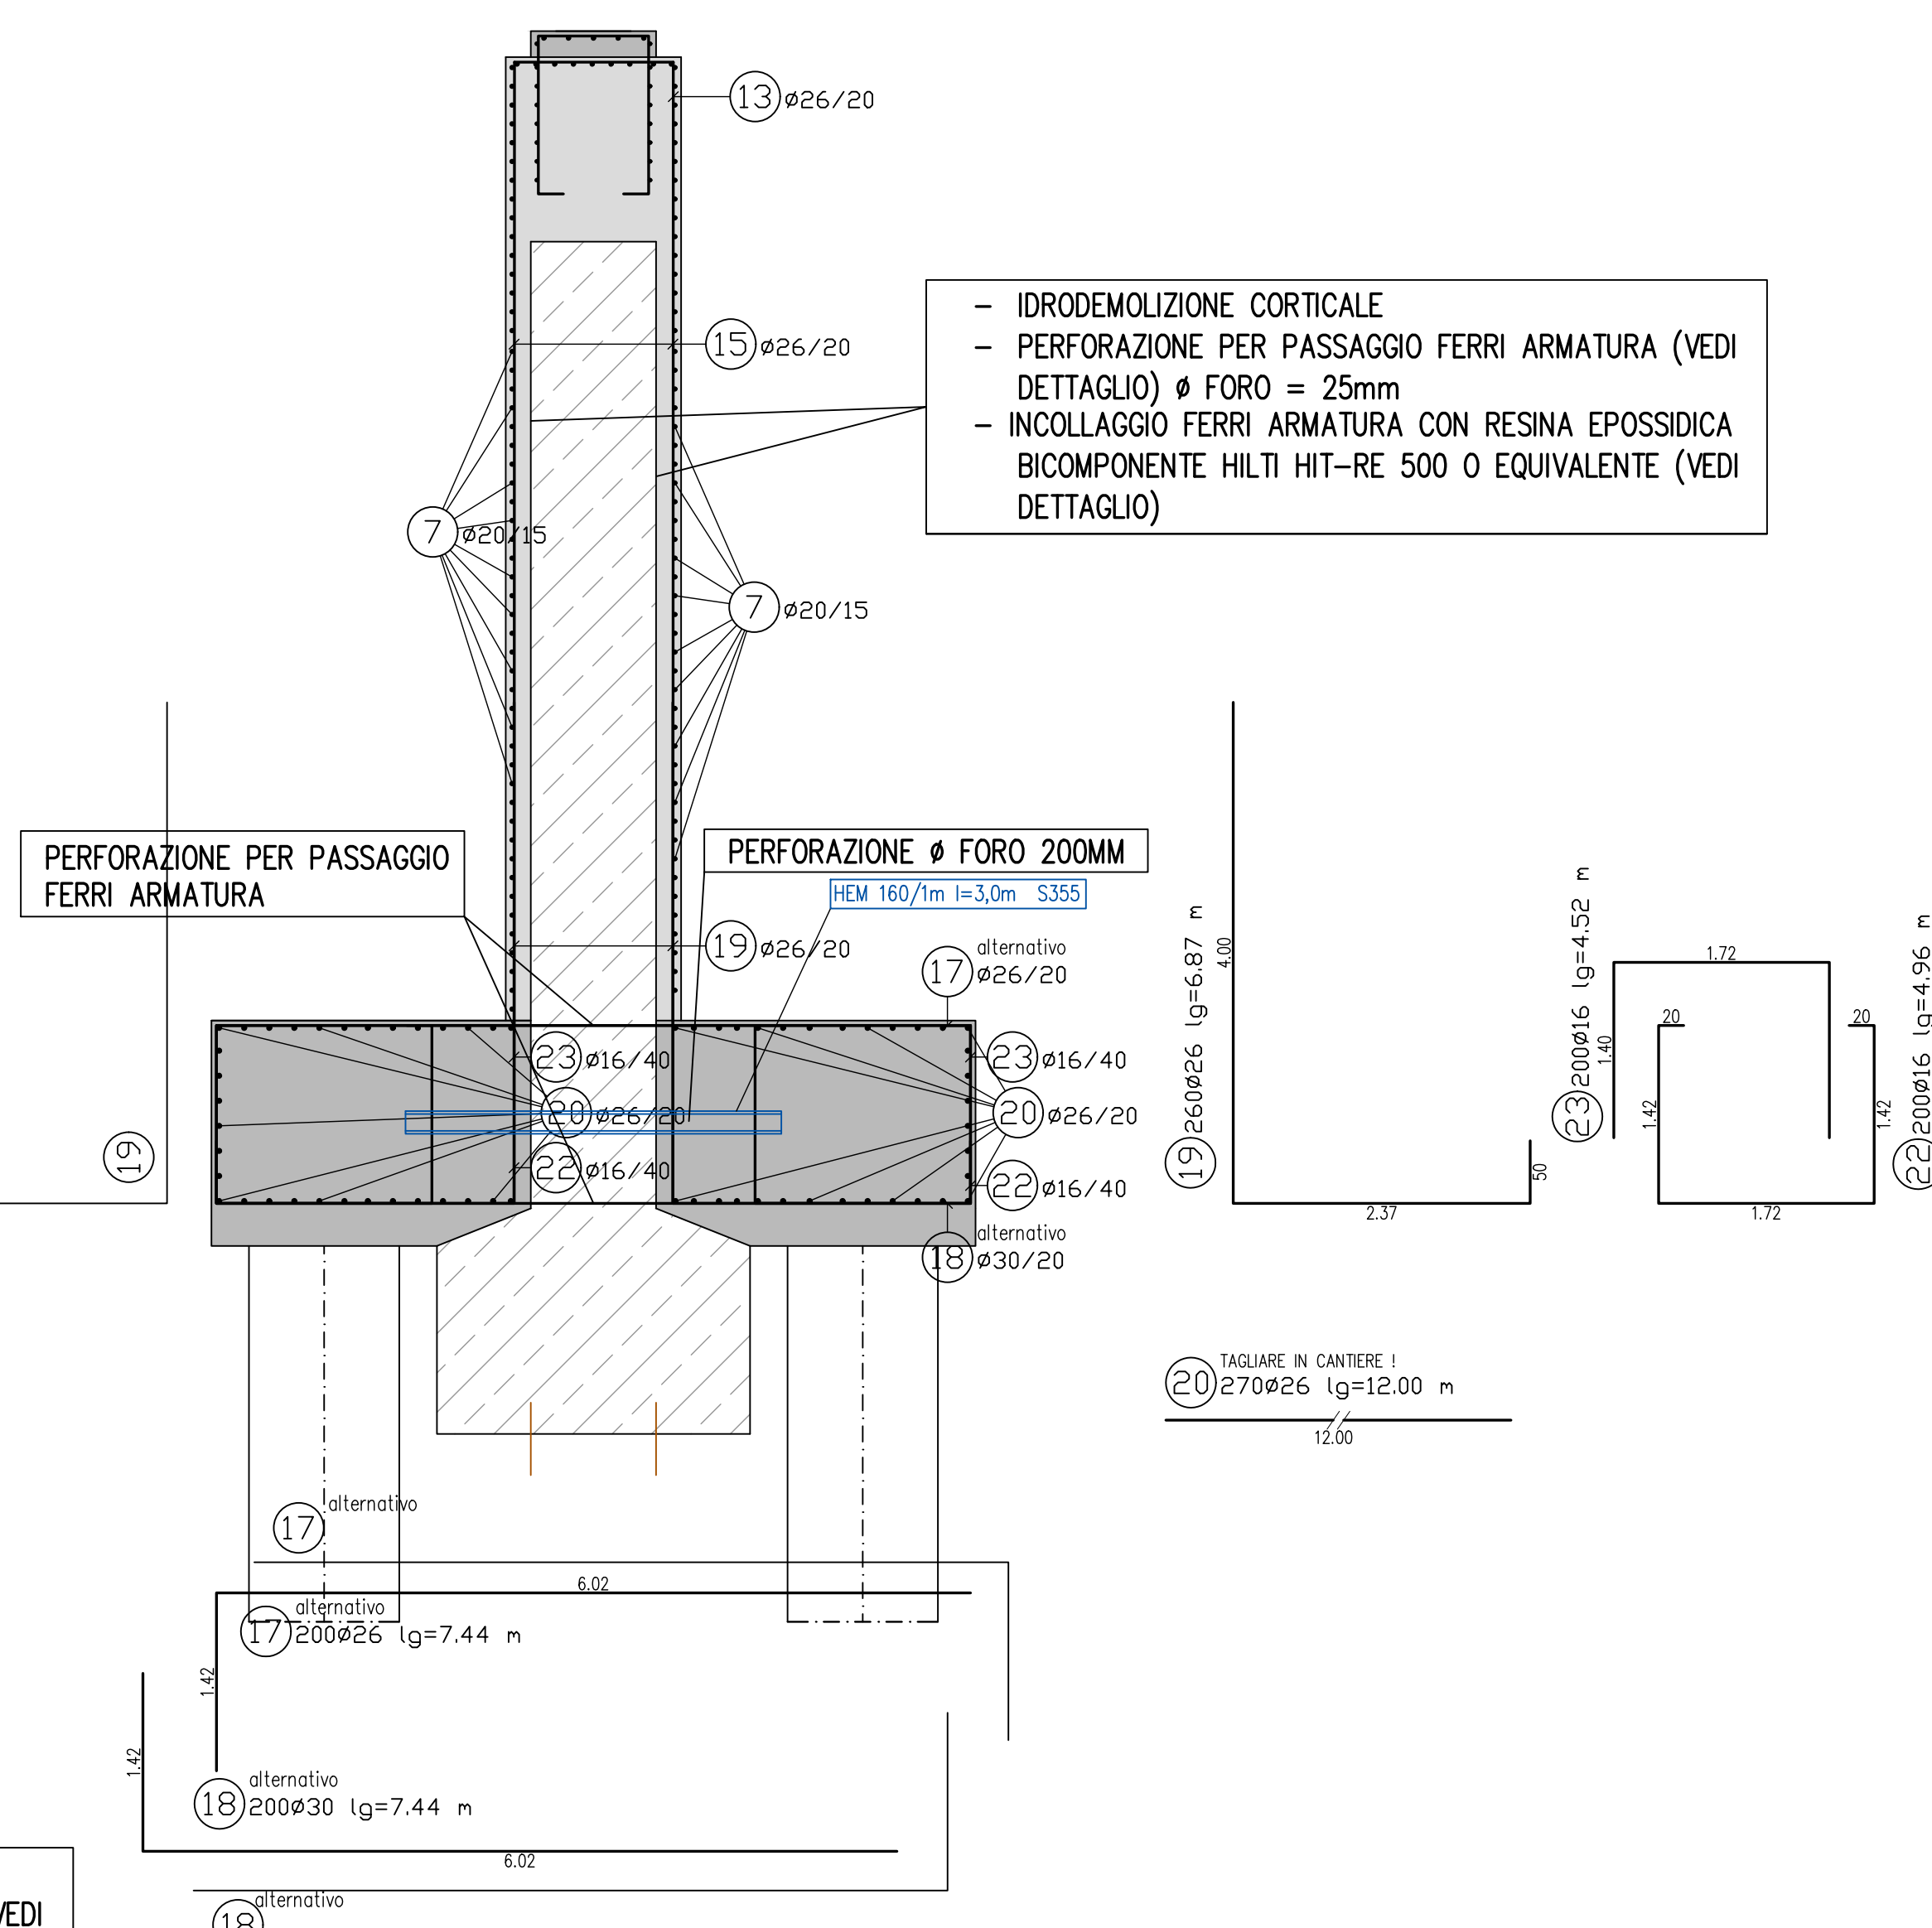 13 ø26/20
15 ø26/20
– IDRODEMOLIZIONE CORTICALE
– PERFORAZIONE PER PASSAGGIO FERRI ARMATURA (VEDI
DETTAGLIO) ø FORO = 25mm
– INCOLLAGGIO FERRI ARMATURA CON RESINA EPOSSIDICA
BICOMPONENTE HILTI HIT–RE 500 O EQUIVALENTE (VEDI
DETTAGLIO)
7 ø20/15
7 ø20/15
PERFORAZIONE PER PASSAGGIO
FERRI ARMATURA
PERFORAZIONE ø FORO 200MM
HEM 160/1m l=3,0m S355
19 ø26/20
alternativo
17 ø26/20
23 ø16/40
23 ø16/40
20 ø26/20
20 ø26/20
22 ø16/40
22 ø16/40
alternativo
18 ø30/20
19
19 260ø26 lg=6.87 m
4.00
2.37
50
23 200ø16 lg=4.52 m
1.72
1.40
22 200ø16 lg=4.96 m
20
20
1.42
1.42
1.72
TAGLIARE IN CANTIERE !
20 270ø26 lg=12.00 m
12.00
alternativo
17
6.02
alternativo
17 200ø26 lg=7.44 m
1.42
1.42
alternativo
18 200ø30 lg=7.44 m
6.02
alternativo
18
VEDI